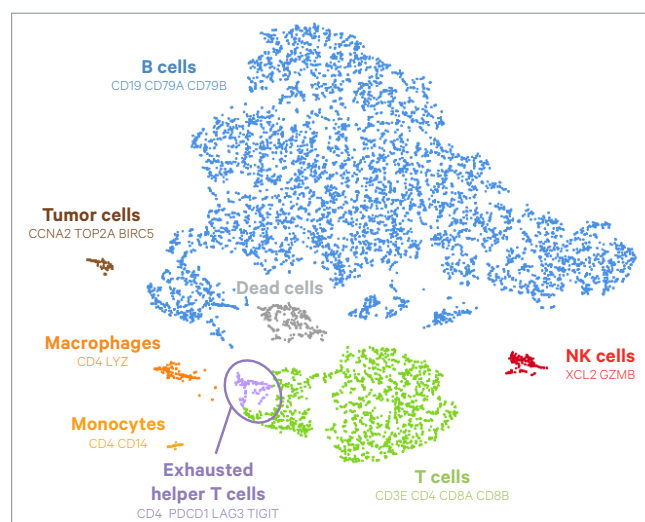 B cells
CD19 CD79A CD79B
Tumor cells
CCNA2 TOP2A BIRC5
Dead cells
Macrophages
CD4 LYZ
NK cells
XCL2 GZMB
Monocytes
CD4 CD14
Exhausted
helper T cells
CD4 PDCD1 LAG3 TIGIT
T cells
CD3E CD4 CD8A CD8B